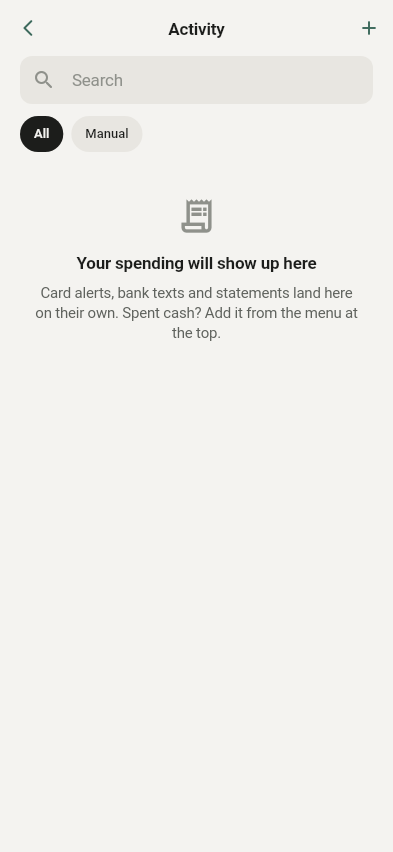 Activity
Search
All
Manual
Your spending will show up here
Card alerts, bank texts and statements land here
on their own. Spent cash? Add it from the menu at
the top.